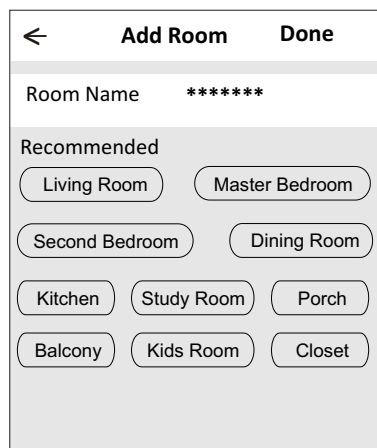 Add Room Done
Room Name *******
Recommended
Living Room Master Bedroom
Second Bedroom Dining Room
Kitchen Study Room Porch
Balcony Kids Room Closet